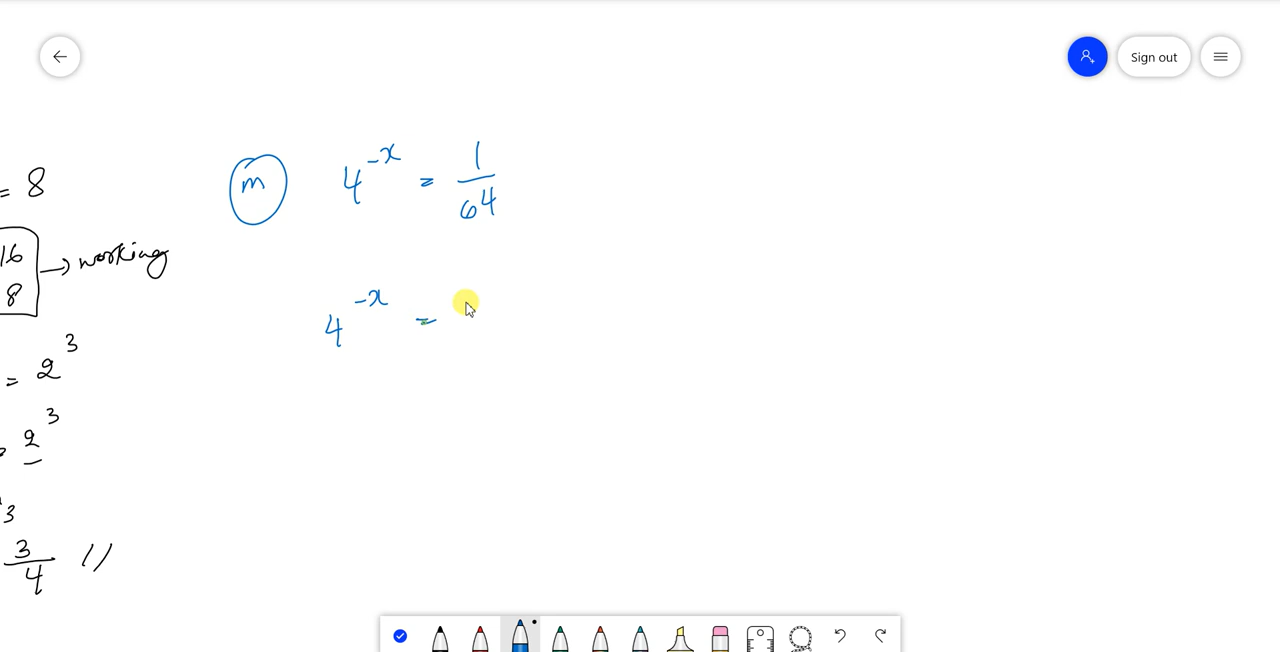 Sign out
= 8
16
8
→ working
= 2^3
2^3
3
3/4 //
(m) 4^{-x} = 1/64
4^{-x} =